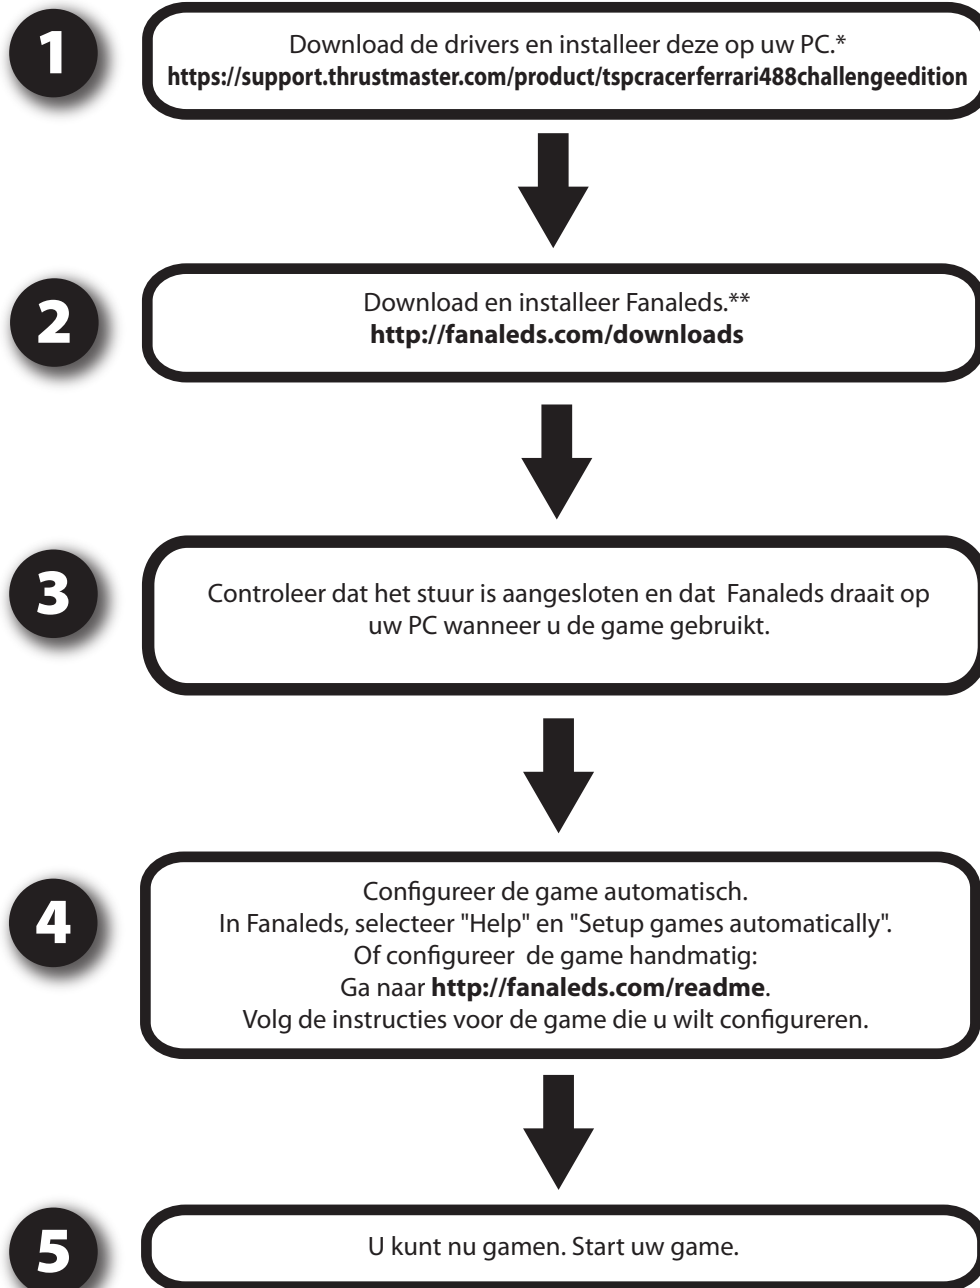 1
Download de drivers en installeer deze op uw PC.*
https://support.thrustmaster.com/product/tspcracerferrari488challengeedition
2
Download en installeer Fanaleds.**
http://fanaleds.com/downloads
3
Controleer dat het stuur is aangesloten en dat Fanaleds draait op
uw PC wanneer u de game gebruikt.
4
Configureer de game automatisch.
In Fanaleds, selecteer "Help" en "Setup games automatically".
Of configureer de game handmatig:
Ga naar http://fanaleds.com/readme.
Volg de instructies voor de game die u wilt configureren.
5
U kunt nu gamen. Start uw game.